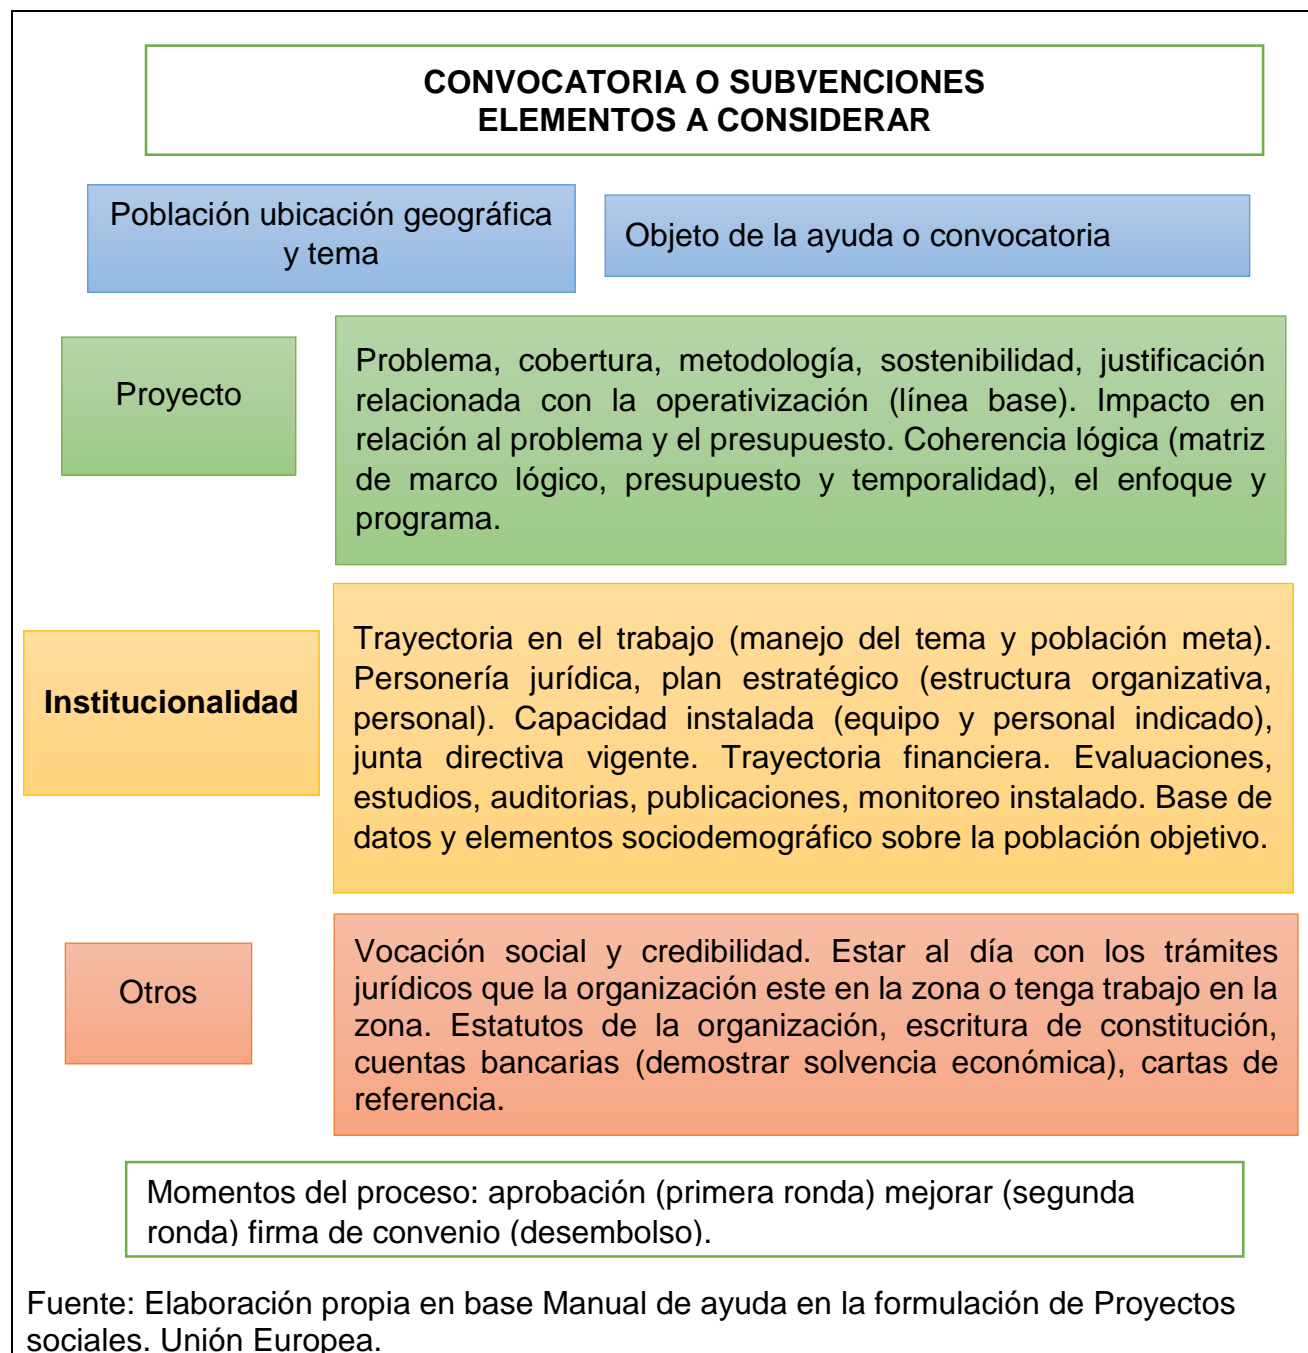 CONVOCATORIA O SUBVENCIONES
ELEMENTOS A CONSIDERAR
Población ubicación geográfica
y tema
Objeto de la ayuda o convocatoria
Proyecto
Problema, cobertura, metodología, sostenibilidad, justificación
relacionada con la operativización (línea base). Impacto en
relación al problema y el presupuesto. Coherencia lógica (matriz
de marco lógico, presupuesto y temporalidad), el enfoque y
programa.
Institucionalidad
Trayectoria en el trabajo (manejo del tema y población meta).
Personería jurídica, plan estratégico (estructura organizativa,
personal). Capacidad instalada (equipo y personal indicado),
junta directiva vigente. Trayectoria financiera. Evaluaciones,
estudios, auditorias, publicaciones, monitoreo instalado. Base de
datos y elementos sociodemográfico sobre la población objetivo.
Otros
Vocación social y credibilidad. Estar al día con los trámites
jurídicos que la organización este en la zona o tenga trabajo en la
zona. Estatutos de la organización, escritura de constitución,
cuentas bancarias (demostrar solvencia económica), cartas de
referencia.
Momentos del proceso: aprobación (primera ronda) mejorar (segunda
ronda) firma de convenio (desembolso).
Fuente: Elaboración propia en base Manual de ayuda en la formulación de Proyectos
sociales. Unión Europea.